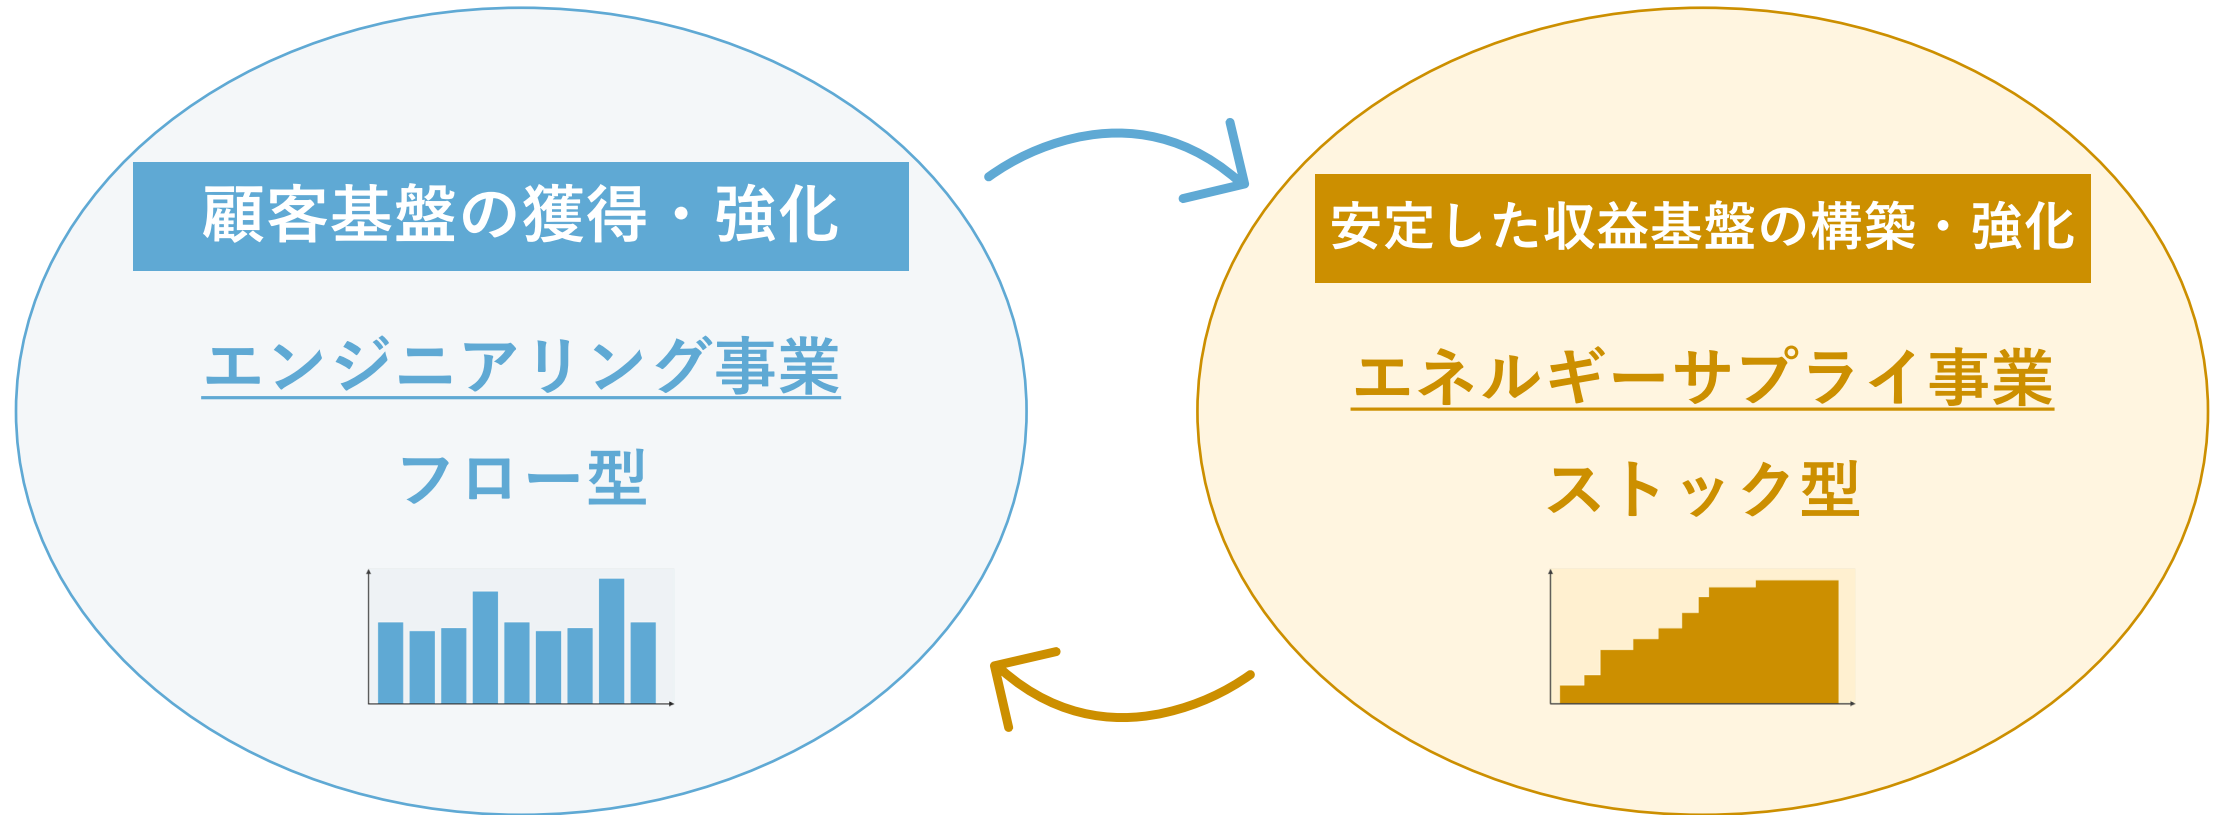 顧客基盤の獲得・強化
エンジニアリング事業
フロー型
安定した収益基盤の構築・強化
エネルギーサプライ事業
ストック型